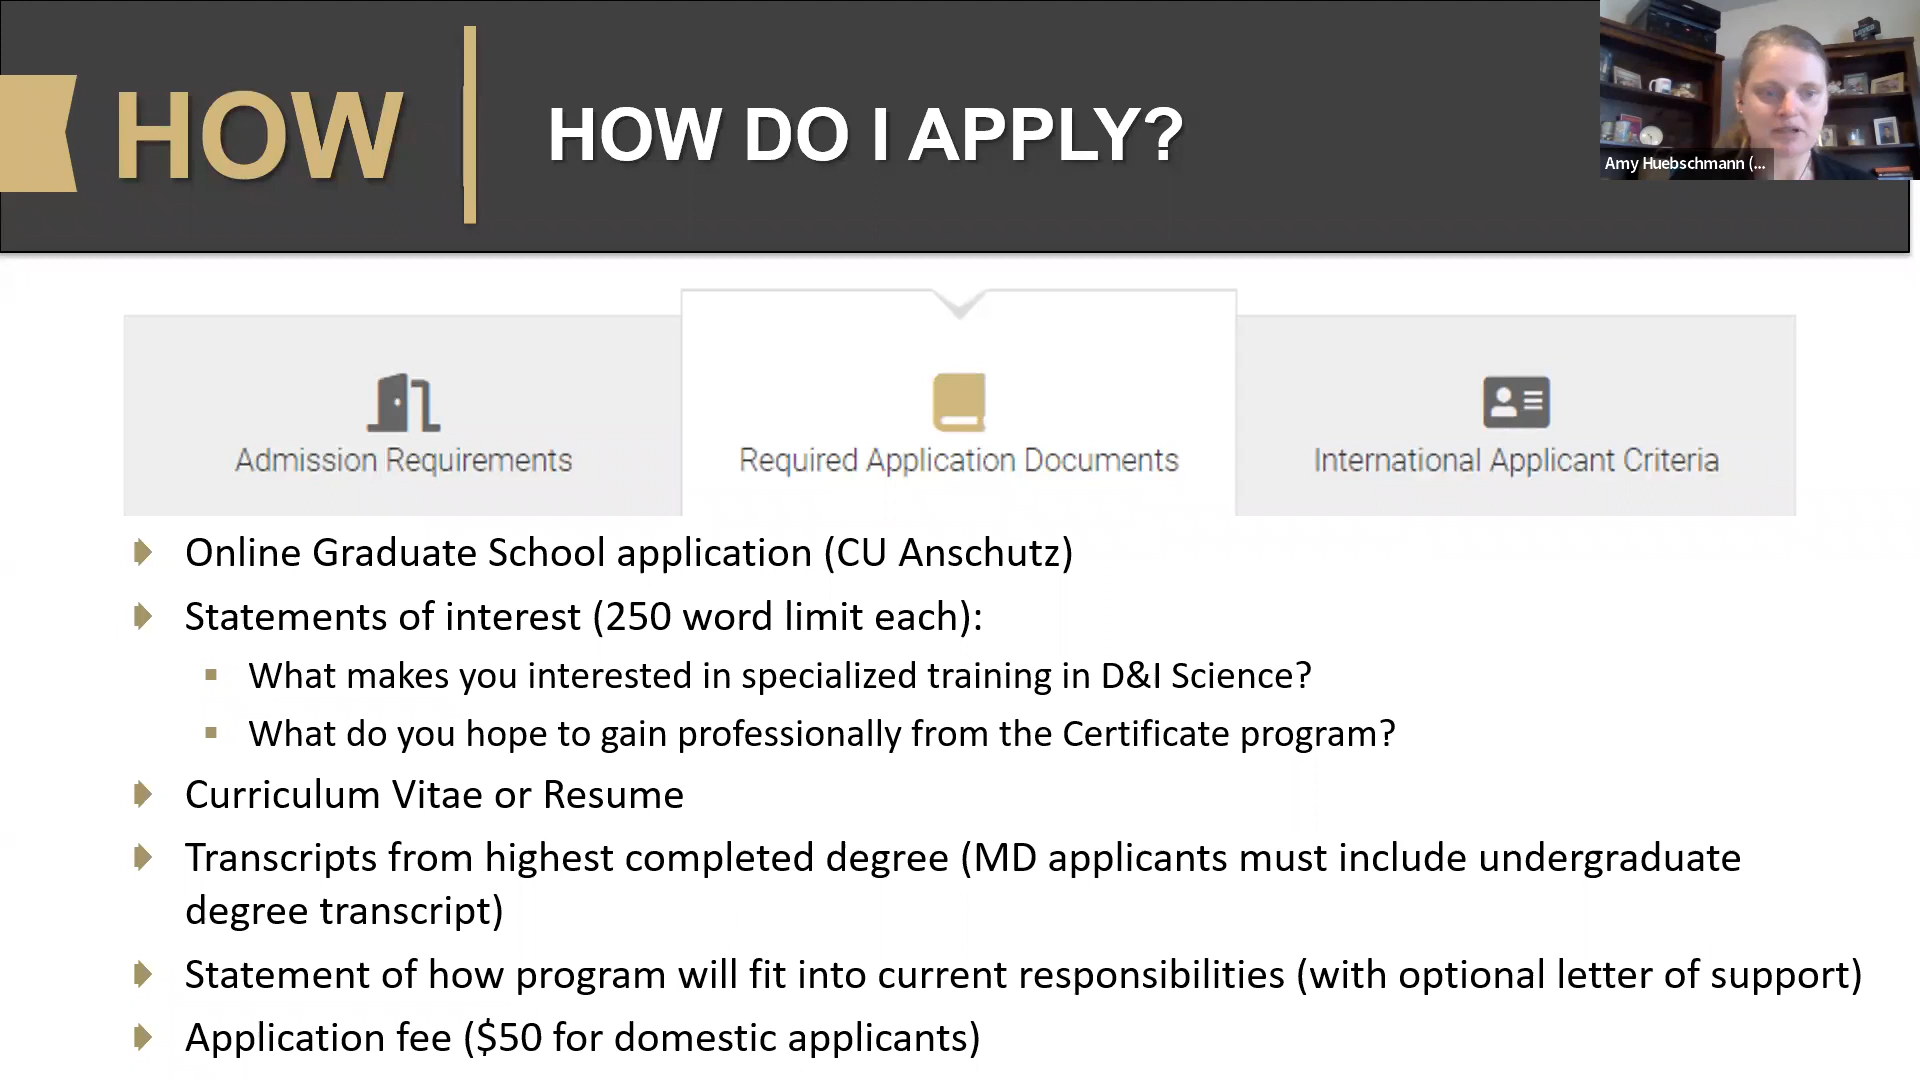 HOW
HOW DO I APPLY?
Amy Huebschmann (...
Admission Requirements
Required Application Documents
International Applicant Criteria
Online Graduate School application (CU Anschutz)
Statements of interest (250 word limit each):
What makes you interested in specialized training in D&I Science?
What do you hope to gain professionally from the Certificate program?
Curriculum Vitae or Resume
Transcripts from highest completed degree (MD applicants must include undergraduate
degree transcript)
Statement of how program will fit into current responsibilities (with optional letter of support)
Application fee ($50 for domestic applicants)